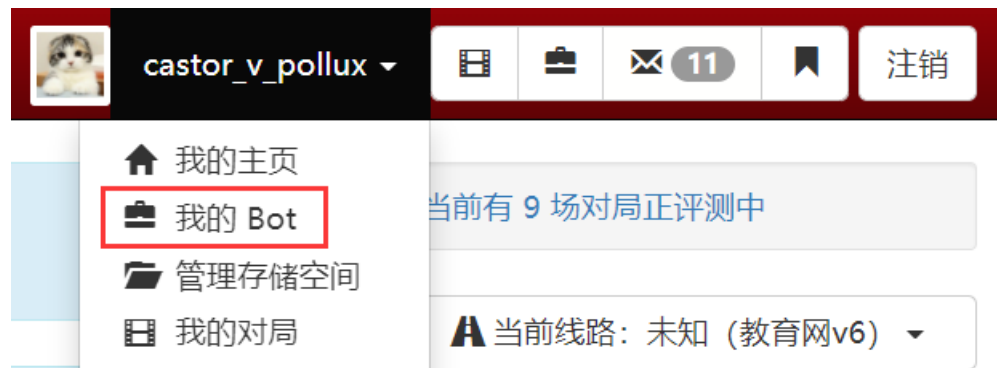 castor_v_pollux
11
注销
我的主页
我的 Bot
当前有 9 场对局正评测中
管理存储空间
我的对局
当前线路：未知（教育网v6）